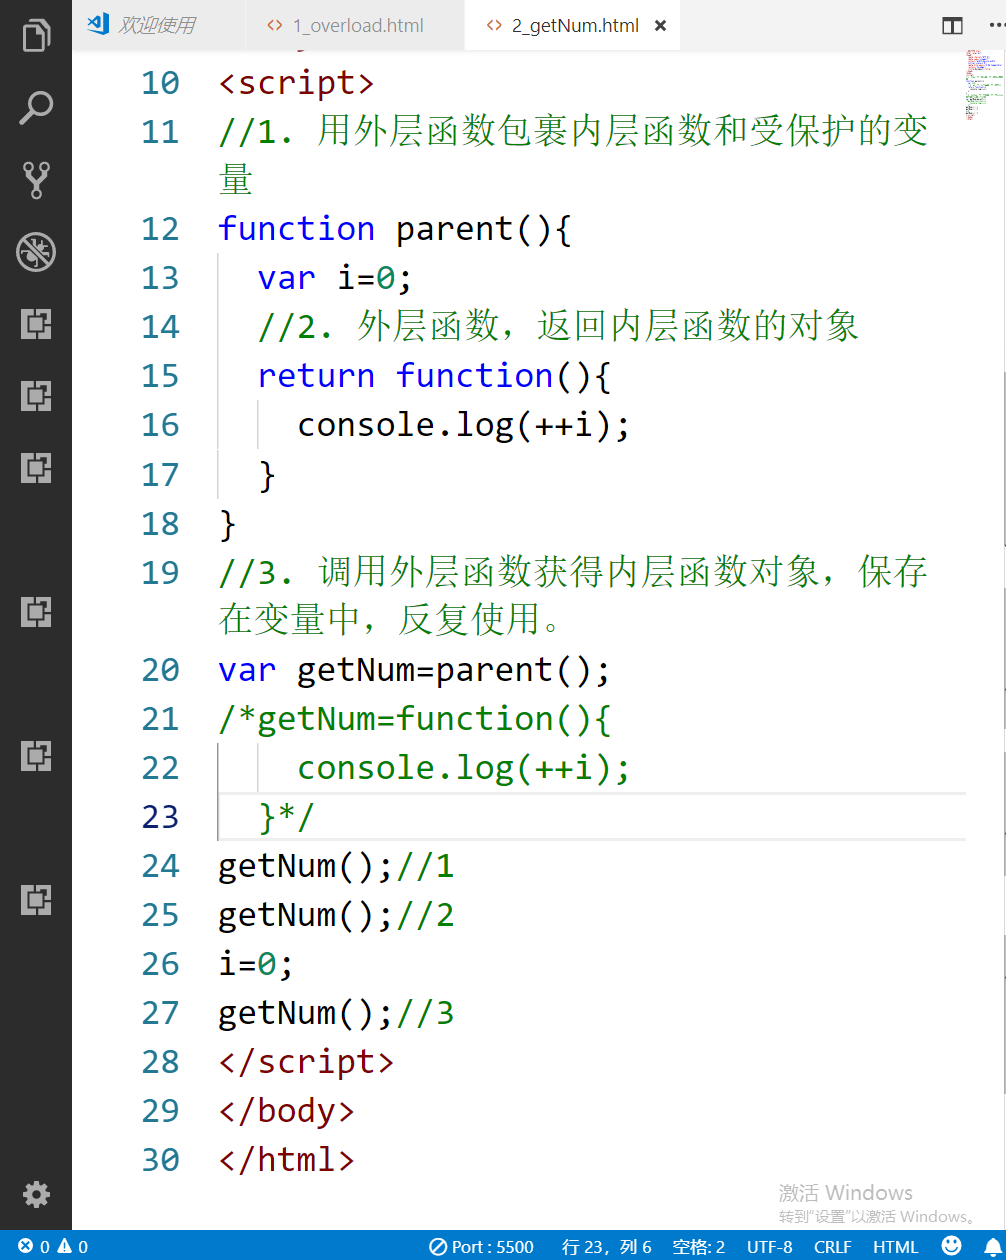 欢迎使用 1_overload.html 2_getNum.html
10 <script>
11 //1. 用外层函数包裹内层函数和受保护的变
量
12 function parent(){
13 var i=0;
14 //2. 外层函数，返回内层函数的对象
15 return function(){
16 console.log(++i);
17 }
18 }
19 //3. 调用外层函数获得内层函数对象，保存
在变量中，反复使用。
20 var getNum=parent();
21 /*getNum=function(){
22 console.log(++i);
23 }*/
24 getNum();//1
25 getNum();//2
26 i=0;
27 getNum();//3
28 </script>
29 </body>
30 </html>
激活 Windows
转到"设置"以激活 Windows。
0 0 Port : 5500 行 23，列 6 空格: 2 UTF-8 CRLF HTML